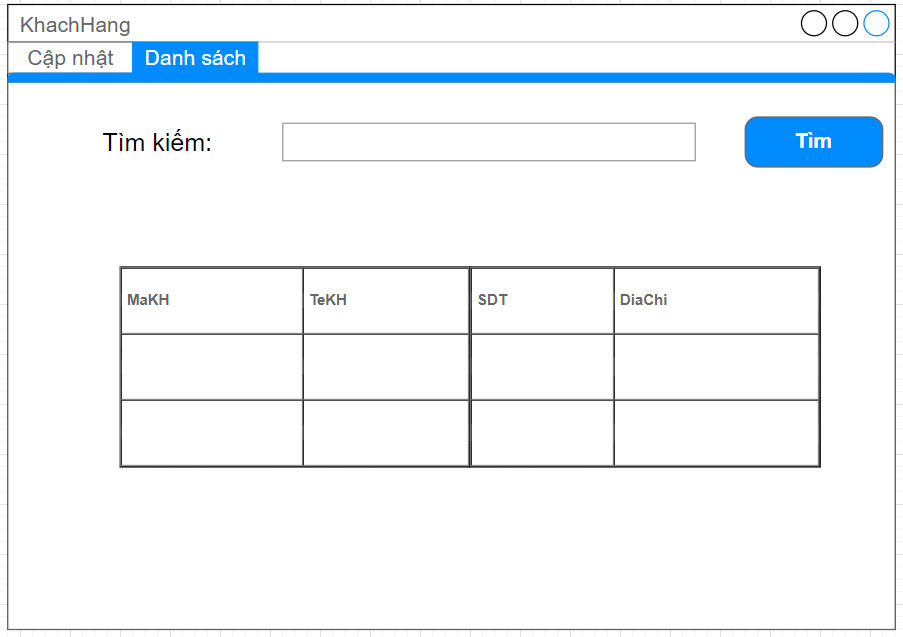 KhachHang
Cập nhật Danh sách
Tìm kiếm: Tìm
MaKH TeKH SDT DiaChi